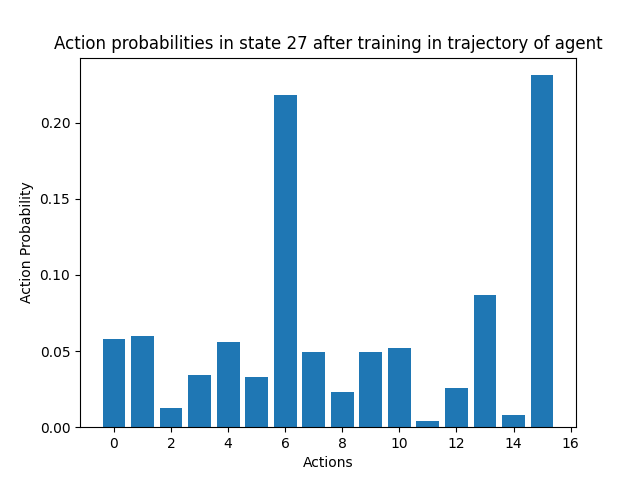 Action probabilities in state 27 after training in trajectory of agent
Action Probability
0.20
0.15
0.10
0.05
0.00
0 2 4 6 8 10 12 14 16
Actions